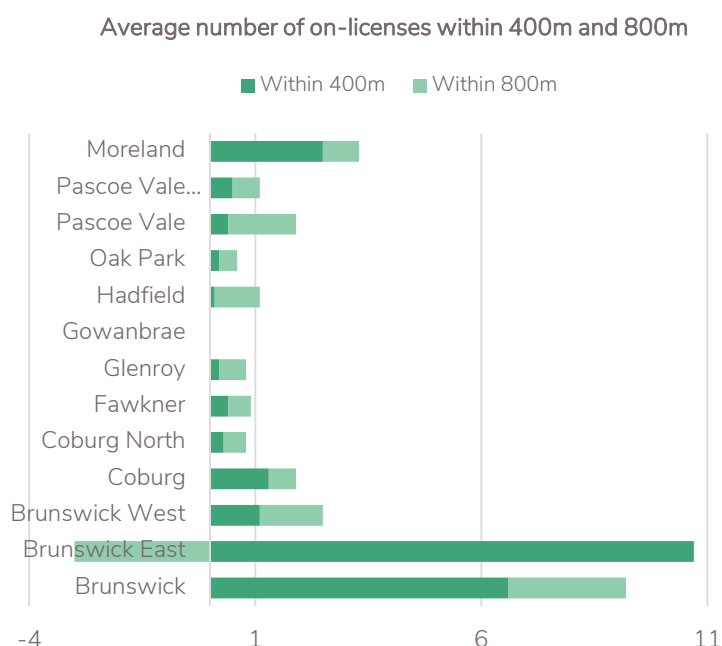 Average number of on-licenses within 400m and 800m
Within 400m Within 800m
Moreland
Pascoe Vale...
Pascoe Vale
Oak Park
Hadfield
Gowanbrae
Glenroy
Fawkner
Coburg North
Coburg
Brunswick West
Brunswick East
Brunswick
-4 1 6 11